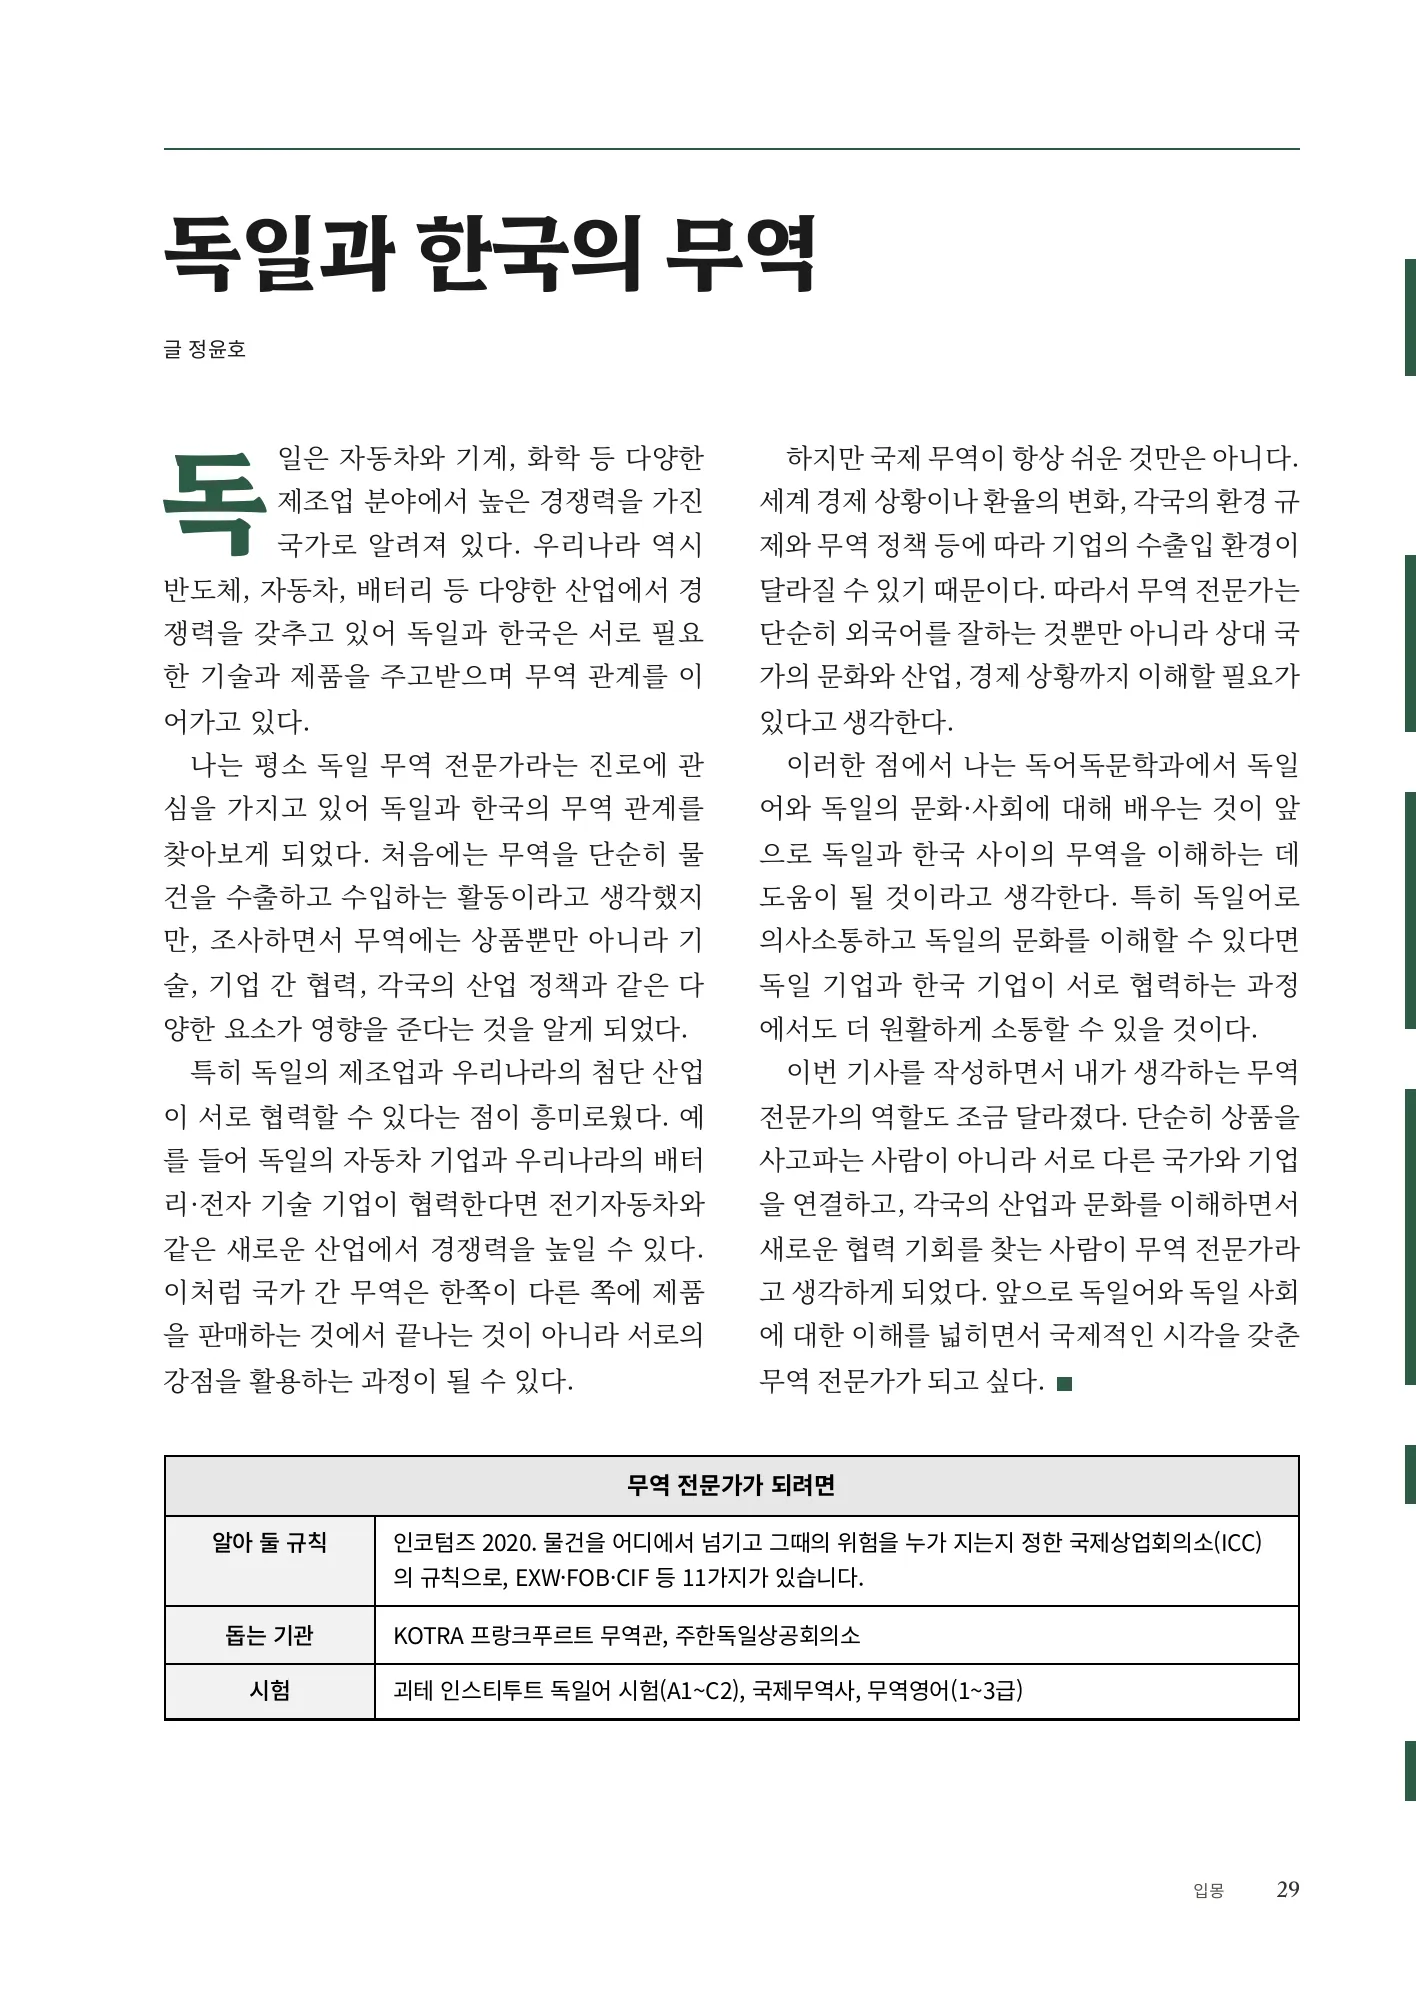 독일과 한국의 무역
글 정윤호
독일은 자동차와 기계, 화학 등 다양한
제조업 분야에서 높은 경쟁력을 가진
국가로 알려져 있다. 우리나라 역시
반도체, 자동차, 배터리 등 다양한 산업에서 경
쟁력을 갖추고 있어 독일과 한국은 서로 필요
한 기술과 제품을 주고받으며 무역 관계를 이
어가고 있다.
나는 평소 독일 무역 전문가라는 진로에 관
심을 가지고 있어 독일과 한국의 무역 관계를
찾아보게 되었다. 처음에는 무역을 단순히 물
건을 수출하고 수입하는 활동이라고 생각했지
만, 조사하면서 무역에는 상품뿐만 아니라 기
술, 기업 간 협력, 각국의 산업 정책과 같은 다
양한 요소가 영향을 준다는 것을 알게 되었다.
특히 독일의 제조업과 우리나라의 첨단 산업
이 서로 협력할 수 있다는 점이 흥미로웠다. 예
를 들어 독일의 자동차 기업과 우리나라의 배터
리·전자 기술 기업이 협력한다면 전기자동차와
같은 새로운 산업에서 경쟁력을 높일 수 있다.
이처럼 국가 간 무역은 한쪽이 다른 쪽에 제품
을 판매하는 것에서 끝나는 것이 아니라 서로의
강점을 활용하는 과정이 될 수 있다.
하지만 국제 무역이 항상 쉬운 것만은 아니다.
세계 경제 상황이나 환율의 변화, 각국의 환경 규
제와 무역 정책 등에 따라 기업의 수출입 환경이
달라질 수 있기 때문이다. 따라서 무역 전문가는
단순히 외국어를 잘하는 것뿐만 아니라 상대 국
가의 문화와 산업, 경제 상황까지 이해할 필요가
있다고 생각한다.
이러한 점에서 나는 독어독문학과에서 독일
어와 독일의 문화·사회에 대해 배우는 것이 앞
으로 독일과 한국 사이의 무역을 이해하는 데
도움이 될 것이라고 생각한다. 특히 독일어로
의사소통하고 독일의 문화를 이해할 수 있다면
독일 기업과 한국 기업이 서로 협력하는 과정
에서도 더 원활하게 소통할 수 있을 것이다.
이번 기사를 작성하면서 내가 생각하는 무역
전문가의 역할도 조금 달라졌다. 단순히 상품을
사고파는 사람이 아니라 서로 다른 국가와 기업
을 연결하고, 각국의 산업과 문화를 이해하면서
새로운 협력 기회를 찾는 사람이 무역 전문가라
고 생각하게 되었다. 앞으로 독일어와 독일 사회
에 대한 이해를 넓히면서 국제적인 시각을 갖춘
무역 전문가가 되고 싶다.
무역 전문가가 되려면
알아 둘 규칙
인코텀즈 2020. 물건을 어디에서 넘기고 그때의 위험을 누가 지는지 정한 국제상업회의소(ICC)
의 규칙으로, EXW·FOB·CIF 등 11가지가 있습니다.
돕는 기관
KOTRA 프랑크푸르트 무역관, 주한독일상공회의소
시험
괴테 인스티투트 독일어 시험(A1~C2), 국제무역사, 무역영어(1~3급)
입몽 29